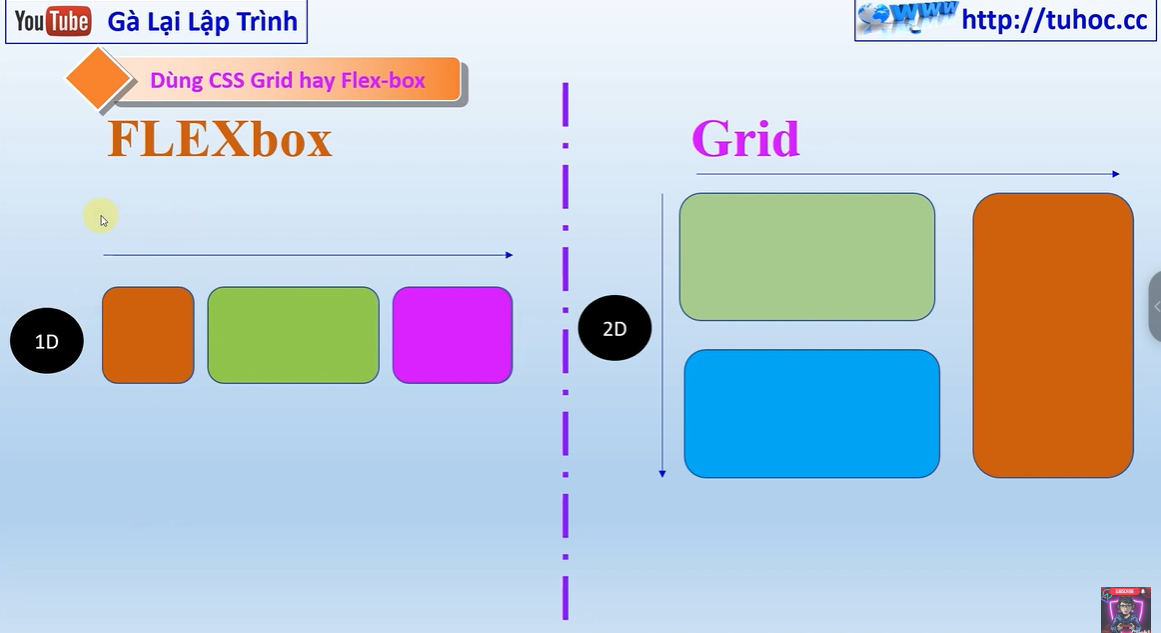 YouTube Gà Lại Lập Trình
WWW http://tuhoc.cc
Dùng CSS Grid hay Flex-box
FLEXbox
Grid
1D
2D
SUBSCRIBE